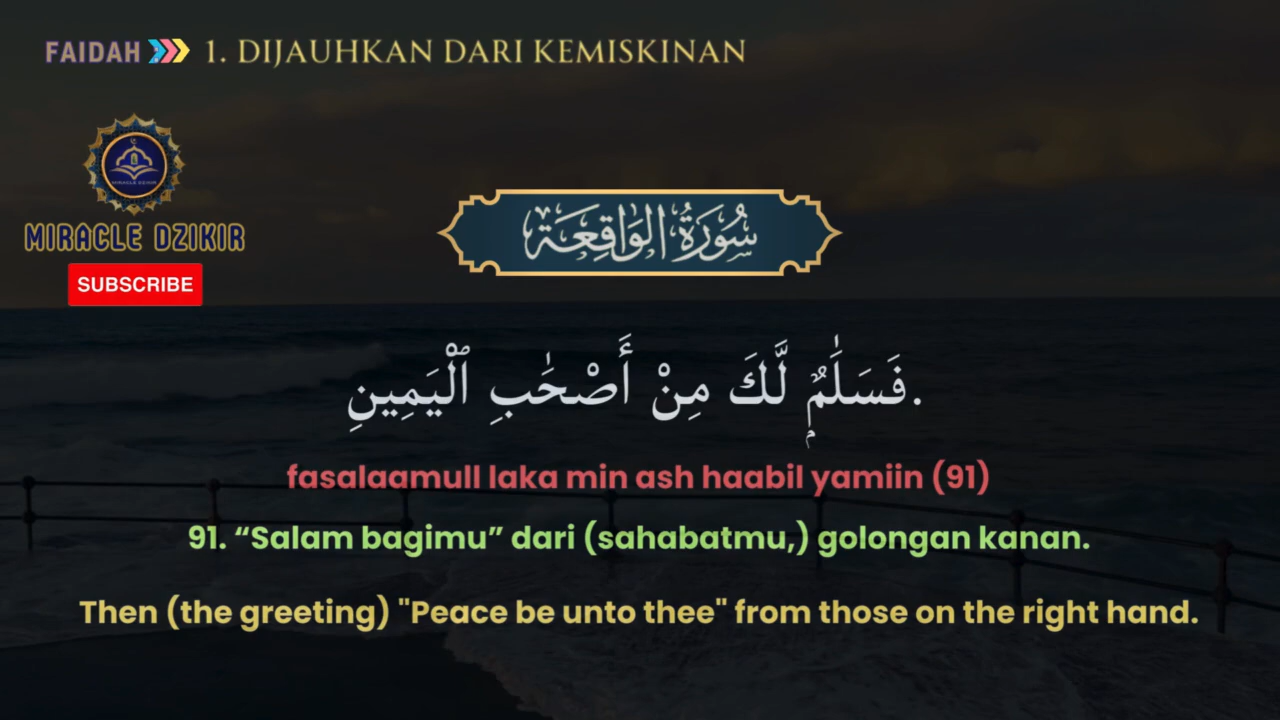 FAIDAH 1. DIJAUHKAN DARI KEMISKINAN
MIRACLE DZIKIR
SUBSCRIBE
سُورَةُ الوَاقِعَة
فَسَلَـٰمٌۭ لَّكَ مِنْ أَصْحَـٰبِ ٱلْيَمِينِ.
fasalaamull laka min ash haabil yamiin (91)
91. “Salam bagimu” dari (sahabatmu,) golongan kanan.
Then (the greeting) "Peace be unto thee" from those on the right hand.